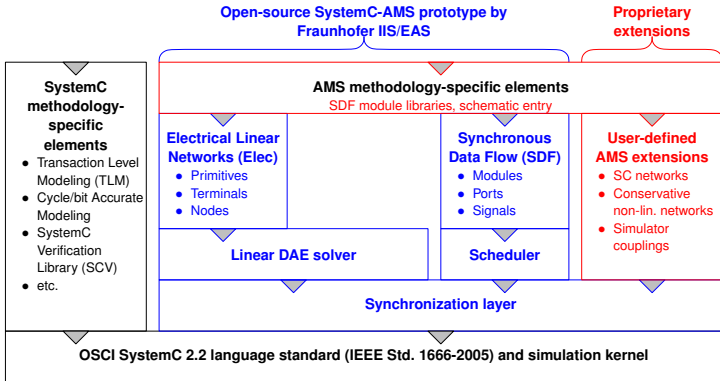 Open-source SystemC-AMS prototype by
Fraunhofer IIS/EAS
Proprietary
extensions
SystemC
methodology-
specific
elements
• Transaction Level
Modeling (TLM)
• Cycle/bit Accurate
Modeling
• SystemC
Verification
Library (SCV)
• etc.
AMS methodology-specific elements
SDF module libraries, schematic entry
Electrical Linear
Networks (Elec)
• Primitives
• Terminals
• Nodes
Synchronous
Data Flow (SDF)
• Modules
• Ports
• Signals
User-defined
AMS extensions
• SC networks
• Conservative
non-lin. networks
• Simulator
couplings
Linear DAE solver
Scheduler
Synchronization layer
OSCI SystemC 2.2 language standard (IEEE Std. 1666-2005) and simulation kernel